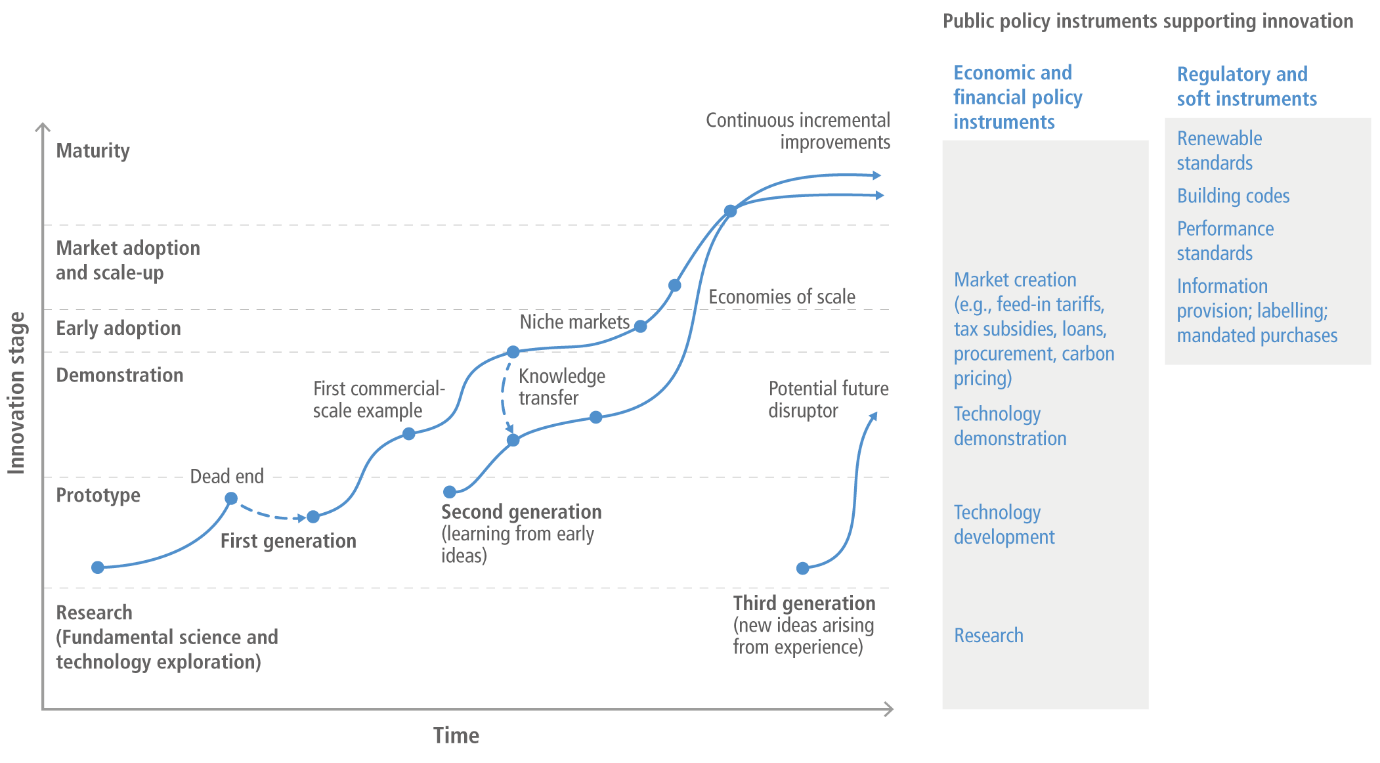 Public policy instruments supporting innovation
Economic and
financial policy
instruments
Regulatory and
soft instruments
Continuous incremental
improvements
Maturity
Renewable
standards
Building codes
Performance
standards
Information
provision; labelling;
mandated purchases
Market adoption
and scale-up
Market creation
(e.g., feed-in tariffs,
tax subsidies, loans,
procurement, carbon
pricing)
Economies of scale
Early adoption
Niche markets
Demonstration
First commercial-
scale example
Knowledge
transfer
Potential future
disruptor
Technology
demonstration
Dead end
Prototype
First generation
Second generation
(learning from early
ideas)
Technology
development
Research
(Fundamental science and
technology exploration)
Third generation
(new ideas arising
from experience)
Research
Innovation stage
Time